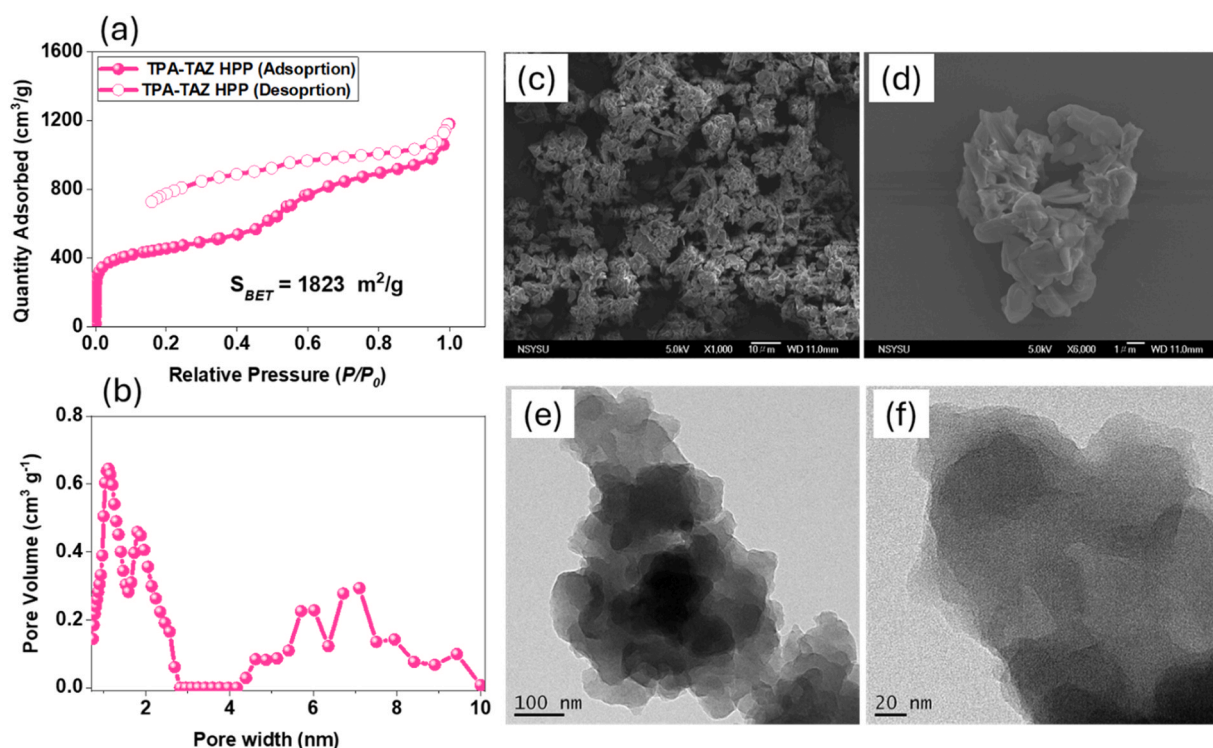 (a)
1600
1200
800
400
0
Quantity Adsorbed (cm³/g)
TPA-TAZ HPP (Adsoprtion)
TPA-TAZ HPP (Desoprtion)
S_BET = 1823 m²/g
0.0 0.2 0.4 0.6 0.8 1.0
Relative Pressure (P/P₀)
(b)
0.8
0.6
0.4
0.2
0.0
Pore Volume (cm³ g⁻¹)
2 4 6 8 10
Pore width (nm)
(c)
NSYSU 5.0kV X1,000 10μm WD 11.0mm
(d)
NSYSU 5.0kV X6,000 1μm WD 11.0mm
(e)
100 nm
(f)
20 nm